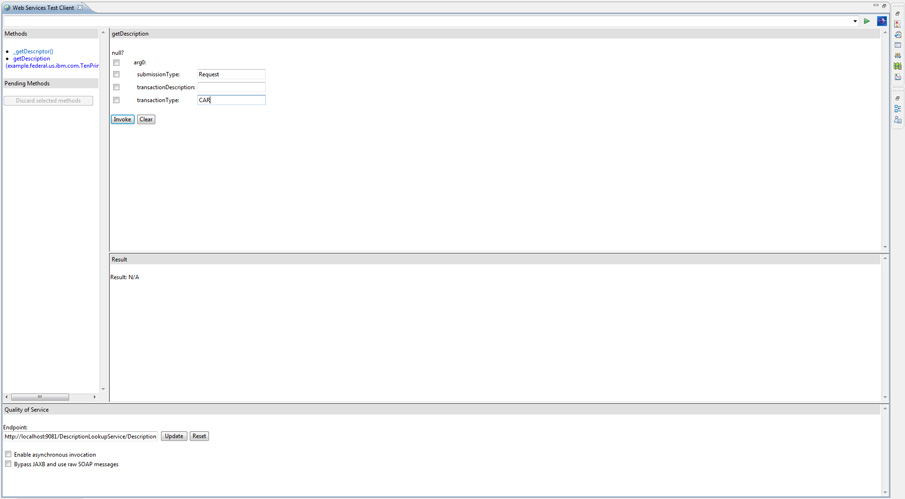 Web Services Test Client
Methods
_getDescriptor()
getDescription
(example.federal.us.ibm.com.TenPrin
Pending Methods
Discard selected methods
getDescription
null?
arg0:
submissionType: Request
transactionDescription:
transactionType: CAR
Invoke Clear
Result
Result: N/A
Quality of Service
Endpoint:
http://localhost:9081/DescriptionLookupService/Description Update Reset
Enable asynchronous invocation
Bypass JAXB and use raw SOAP messages